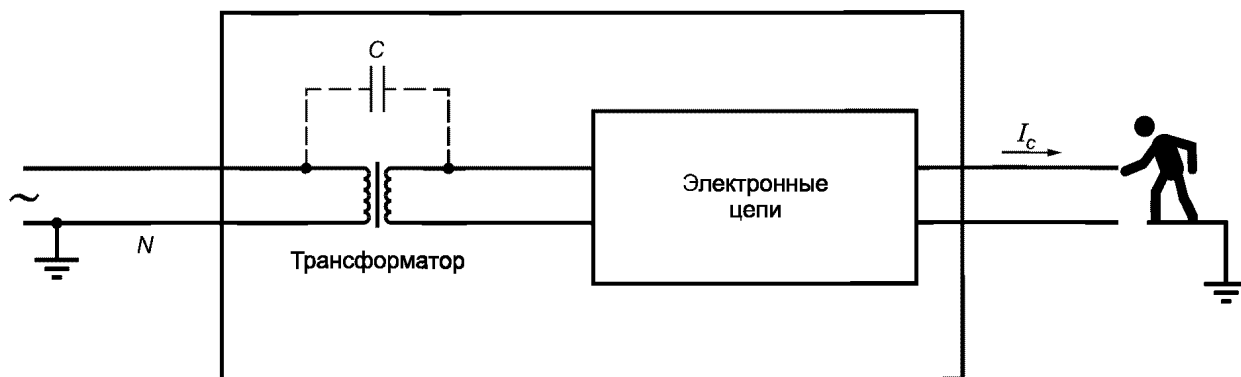 C
I_c
~
Электронные
цепи
N
Трансформатор